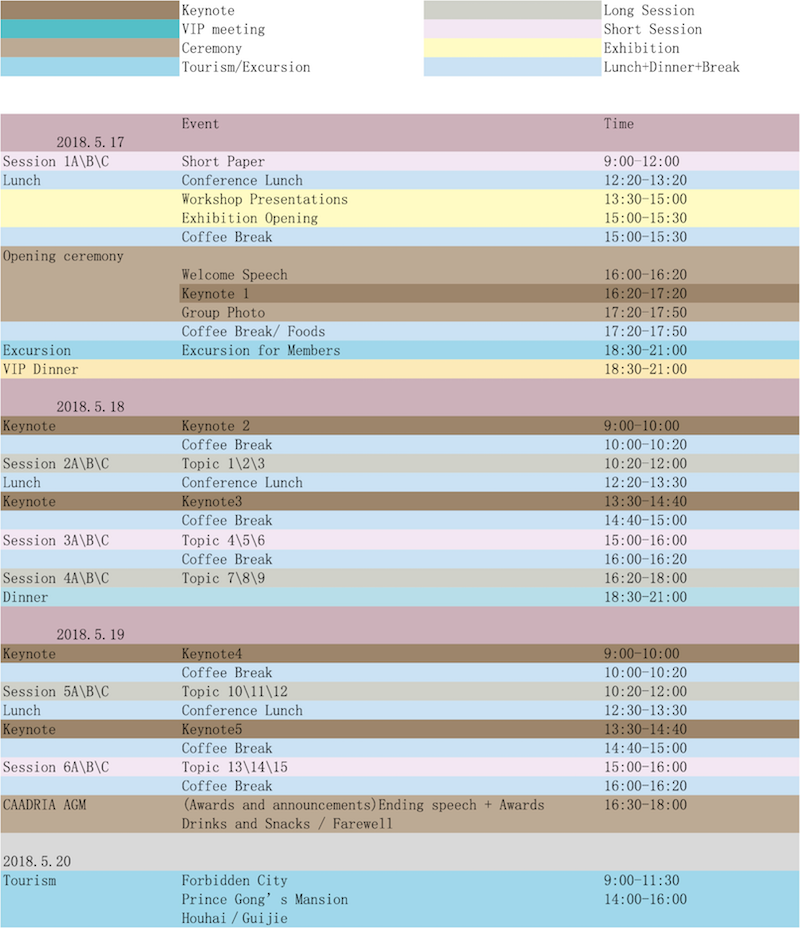 Keynote Long Session
VIP meeting Short Session
Ceremony Exhibition
Tourism/Excursion Lunch+Dinner+Break
Event Time
2018.5.17
Session 1A\B\C Short Paper 9:00-12:00
Lunch Conference Lunch 12:20-13:20
Workshop Presentations 13:30-15:00
Exhibition Opening 15:00-15:30
Coffee Break 15:00-15:30
Opening ceremony
Welcome Speech 16:00-16:20
Keynote 1 16:20-17:20
Group Photo 17:20-17:50
Coffee Break/ Foods 17:20-17:50
Excursion Excursion for Members 18:30-21:00
VIP Dinner 18:30-21:00
2018.5.18
Keynote Keynote 2 9:00-10:00
Coffee Break 10:00-10:20
Session 2A\B\C Topic 1\2\3 10:20-12:00
Lunch Conference Lunch 12:20-13:30
Keynote Keynote3 13:30-14:40
Coffee Break 14:40-15:00
Session 3A\B\C Topic 4\5\6 15:00-16:00
Coffee Break 16:00-16:20
Session 4A\B\C Topic 7\8\9 16:20-18:00
Dinner 18:30-21:00
2018.5.19
Keynote Keynote4 9:00-10:00
Coffee Break 10:00-10:20
Session 5A\B\C Topic 10\11\12 10:20-12:00
Lunch Conference Lunch 12:30-13:30
Keynote Keynote5 13:30-14:40
Coffee Break 14:40-15:00
Session 6A\B\C Topic 13\14\15 15:00-16:00
Coffee Break 16:00-16:20
CAADRIA AGM (Awards and announcements)Ending speech + Awards 16:30-18:00
Drinks and Snacks / Farewell
2018.5.20
Tourism Forbidden City 9:00-11:30
Prince Gong’s Mansion 14:00-16:00
Houhai / Guijie